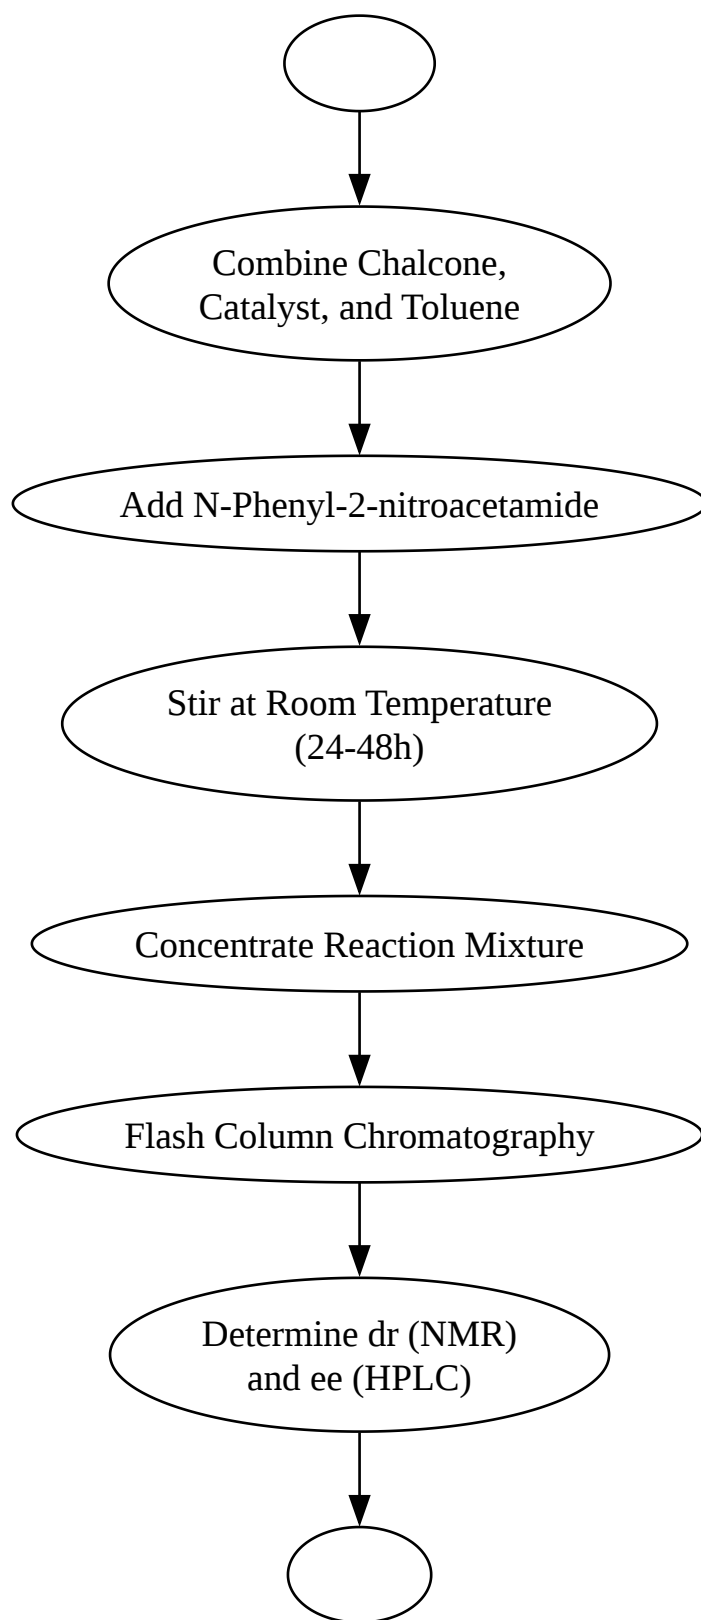 Combine Chalcone,
Catalyst, and Toluene
Add N-Phenyl-2-nitroacetamide
Stir at Room Temperature
(24-48h)
Concentrate Reaction Mixture
Flash Column Chromatography
Determine dr (NMR)
and ee (HPLC)